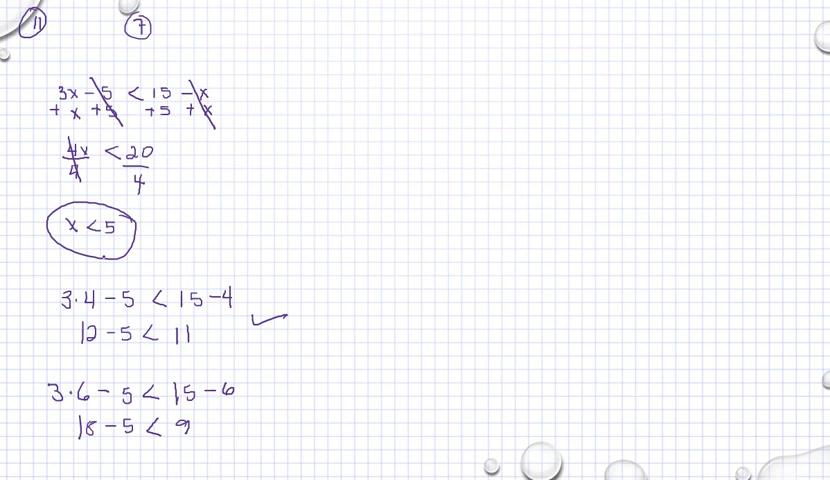 11 7
3x - 5 < 15 - x
+ x + 5 + 5 + x
4x < 20
4 4
x < 5
3·4 - 5 < 15 - 4
12 - 5 < 11
3·6 - 5 < 15 - 6
18 - 5 < 9